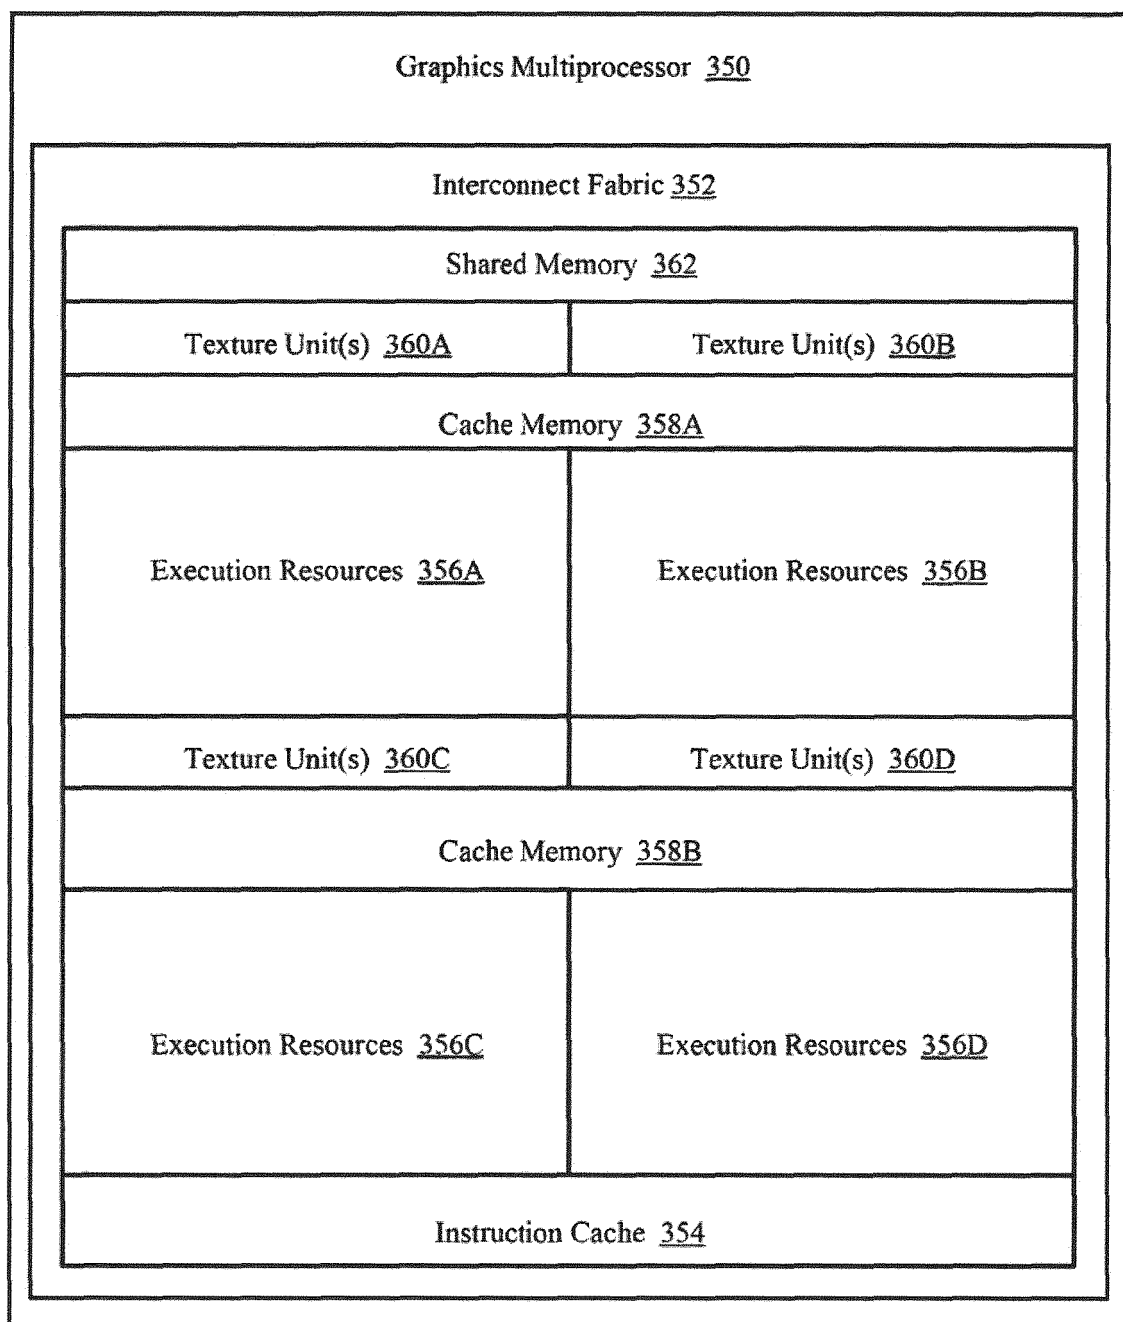 Graphics Multiprocessor 350
Interconnect Fabric 352
Shared Memory 362
Texture Unit(s) 360A
Texture Unit(s) 360B
Cache Memory 358A
Execution Resources 356A
Execution Resources 356B
Texture Unit(s) 360C
Texture Unit(s) 360D
Cache Memory 358B
Execution Resources 356C
Execution Resources 356D
Instruction Cache 354